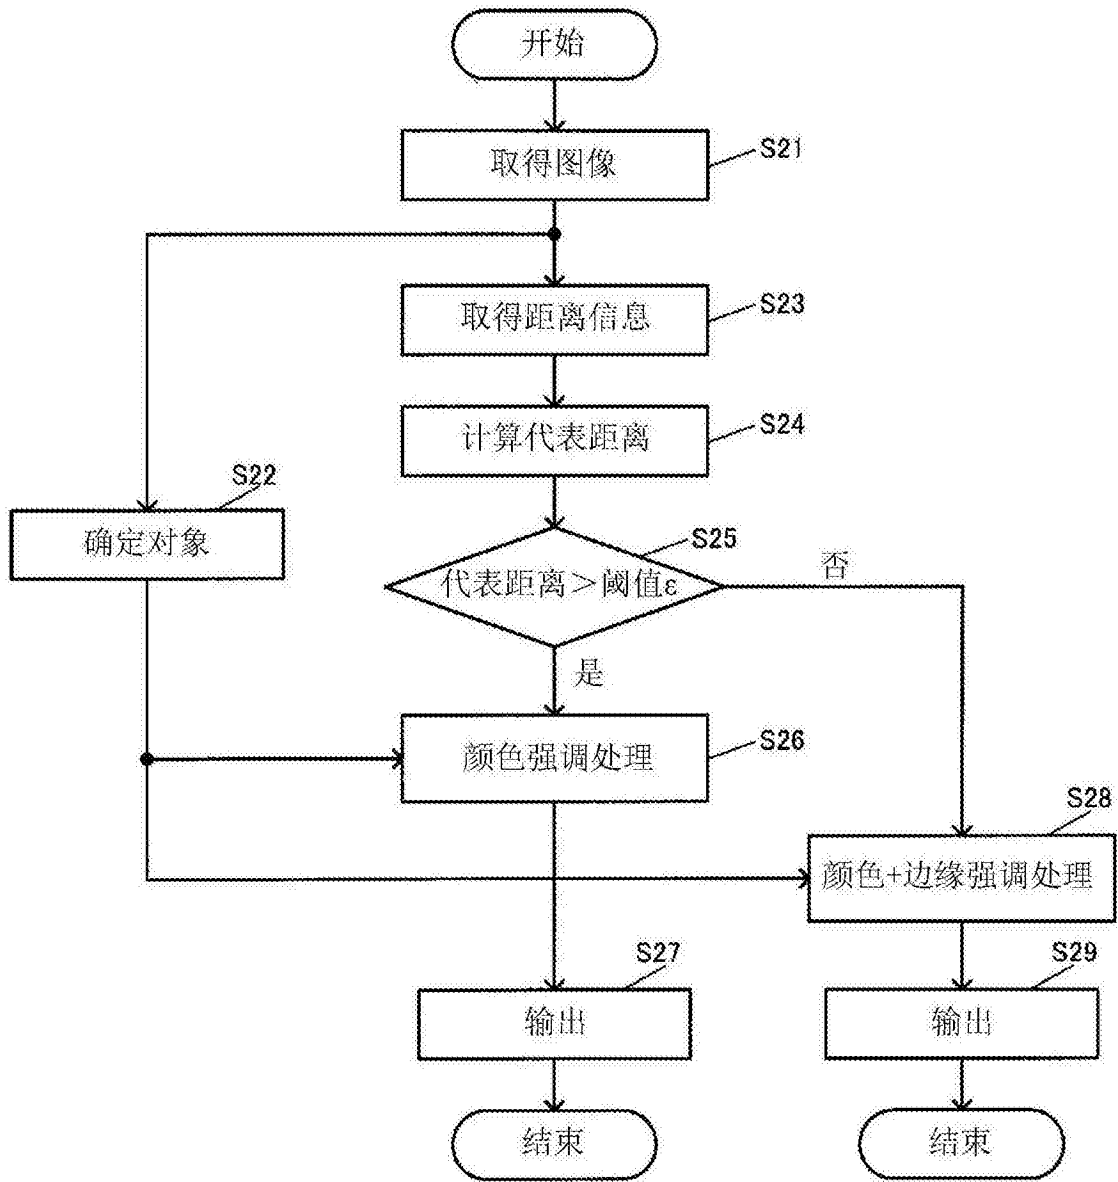 开始
取得图像
S21
取得距离信息
S23
计算代表距离
S24
S22
确定对象
S25
代表距离＞阈值ε
否
是
颜色强调处理
S26
S28
颜色+边缘强调处理
S27
输出
S29
输出
结束
结束